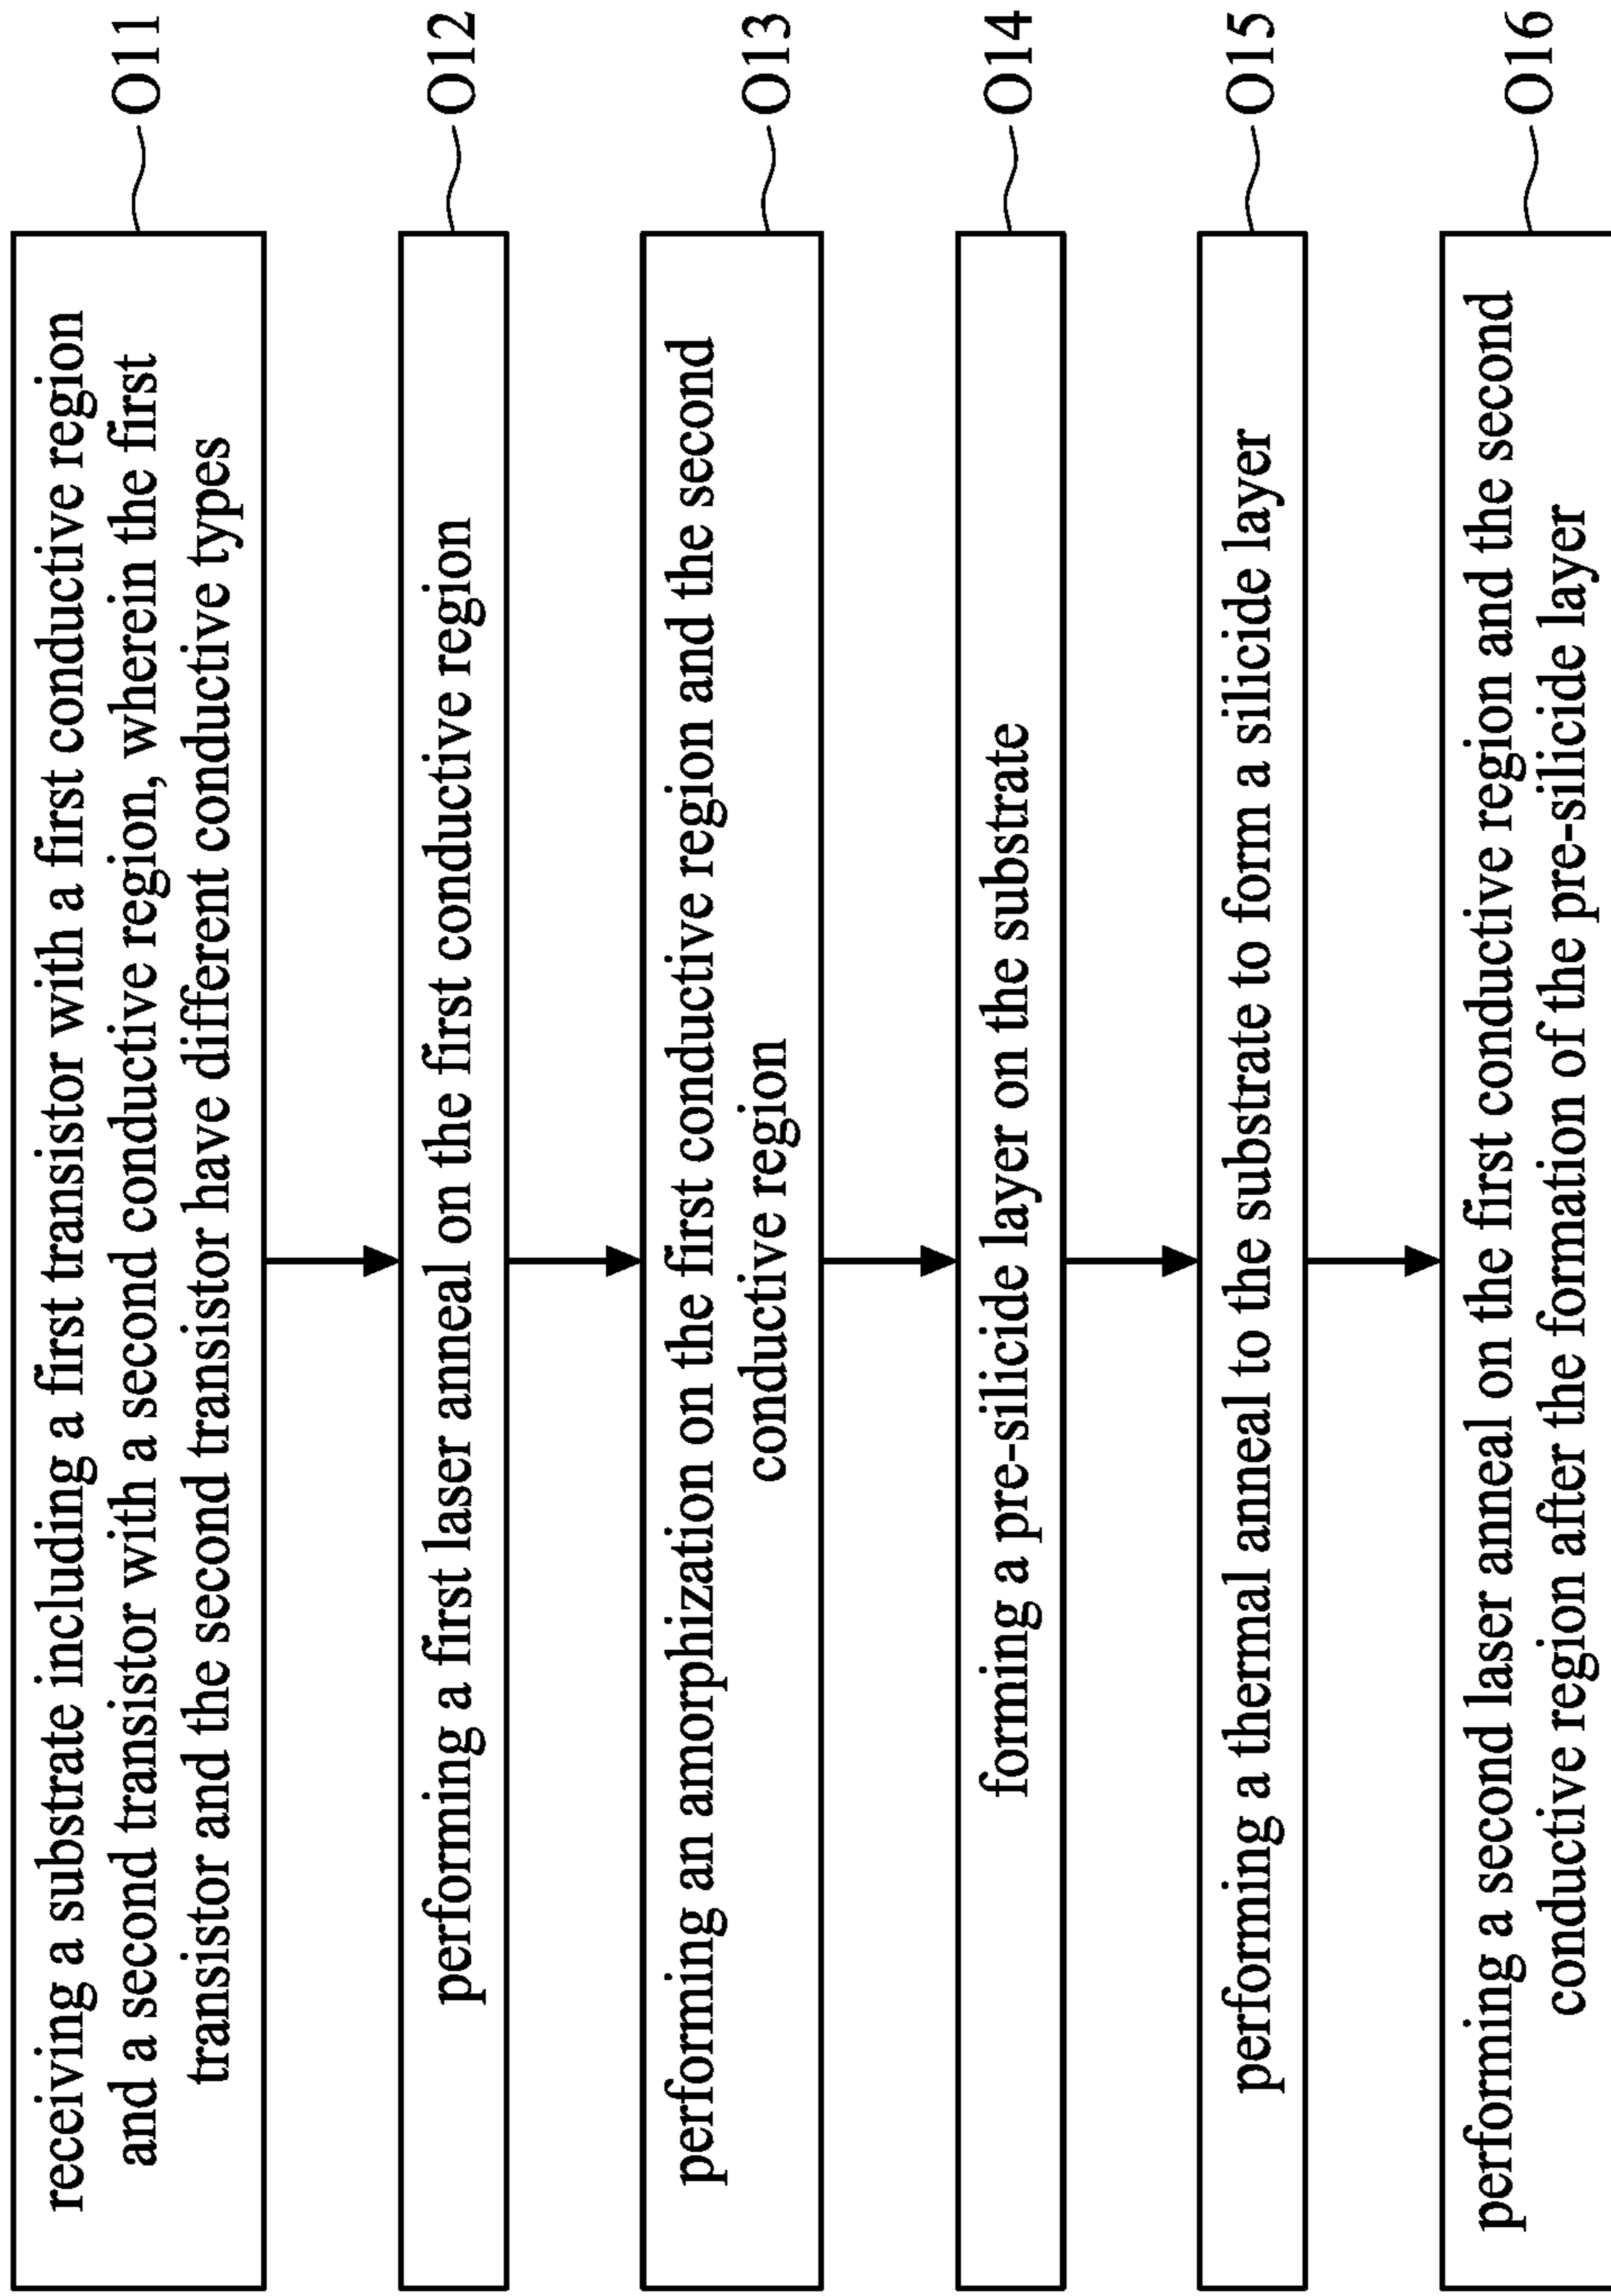 receiving a substrate including a first transistor with a first conductive region
and a second transistor with a second conductive region, wherein the first
transistor and the second transistor have different conductive types
O11
performing a first laser anneal on the first conductive region
O12
performing an amorphization on the first conductive region and the second
conductive region
O13
forming a pre-silicide layer on the substrate
O14
performing a thermal anneal to the substrate to form a silicide layer
O15
performing a second laser anneal on the first conductive region and the second
conductive region after the formation of the pre-silicide layer
O16